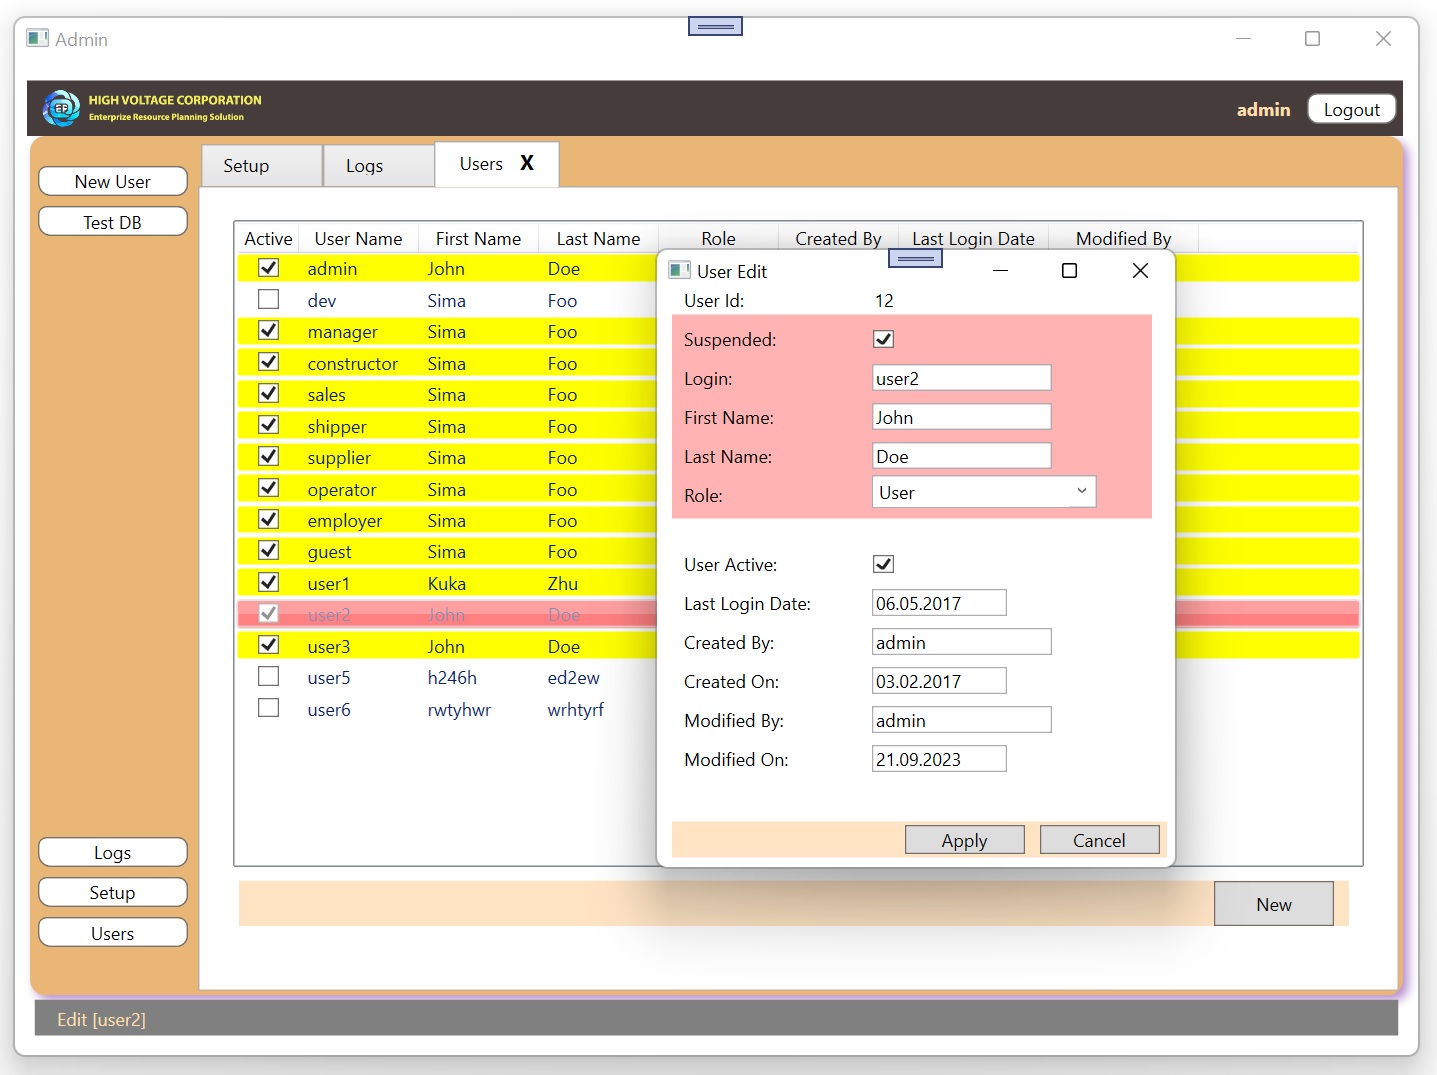 Admin
HIGH VOLTAGE CORPORATION
Enterprize Resource Planning Solution
admin
Logout
New User
Test DB
Setup
Logs
Users X
Active User Name First Name Last Name Role Created By Last Login Date Modified By
admin John Doe
dev Sima Foo
manager Sima Foo
constructor Sima Foo
sales Sima Foo
shipper Sima Foo
supplier Sima Foo
operator Sima Foo
employer Sima Foo
guest Sima Foo
user1 Kuka Zhu
user2 John Doe
user3 John Doe
user5 h246h ed2ew
user6 rwtyhwr wrhtyrf
User Edit
User Id: 12
Suspended:
Login: user2
First Name: John
Last Name: Doe
Role: User
User Active:
Last Login Date: 06.05.2017
Created By: admin
Created On: 03.02.2017
Modified By: admin
Modified On: 21.09.2023
Apply
Cancel
Logs
Setup
Users
New
Edit [user2]